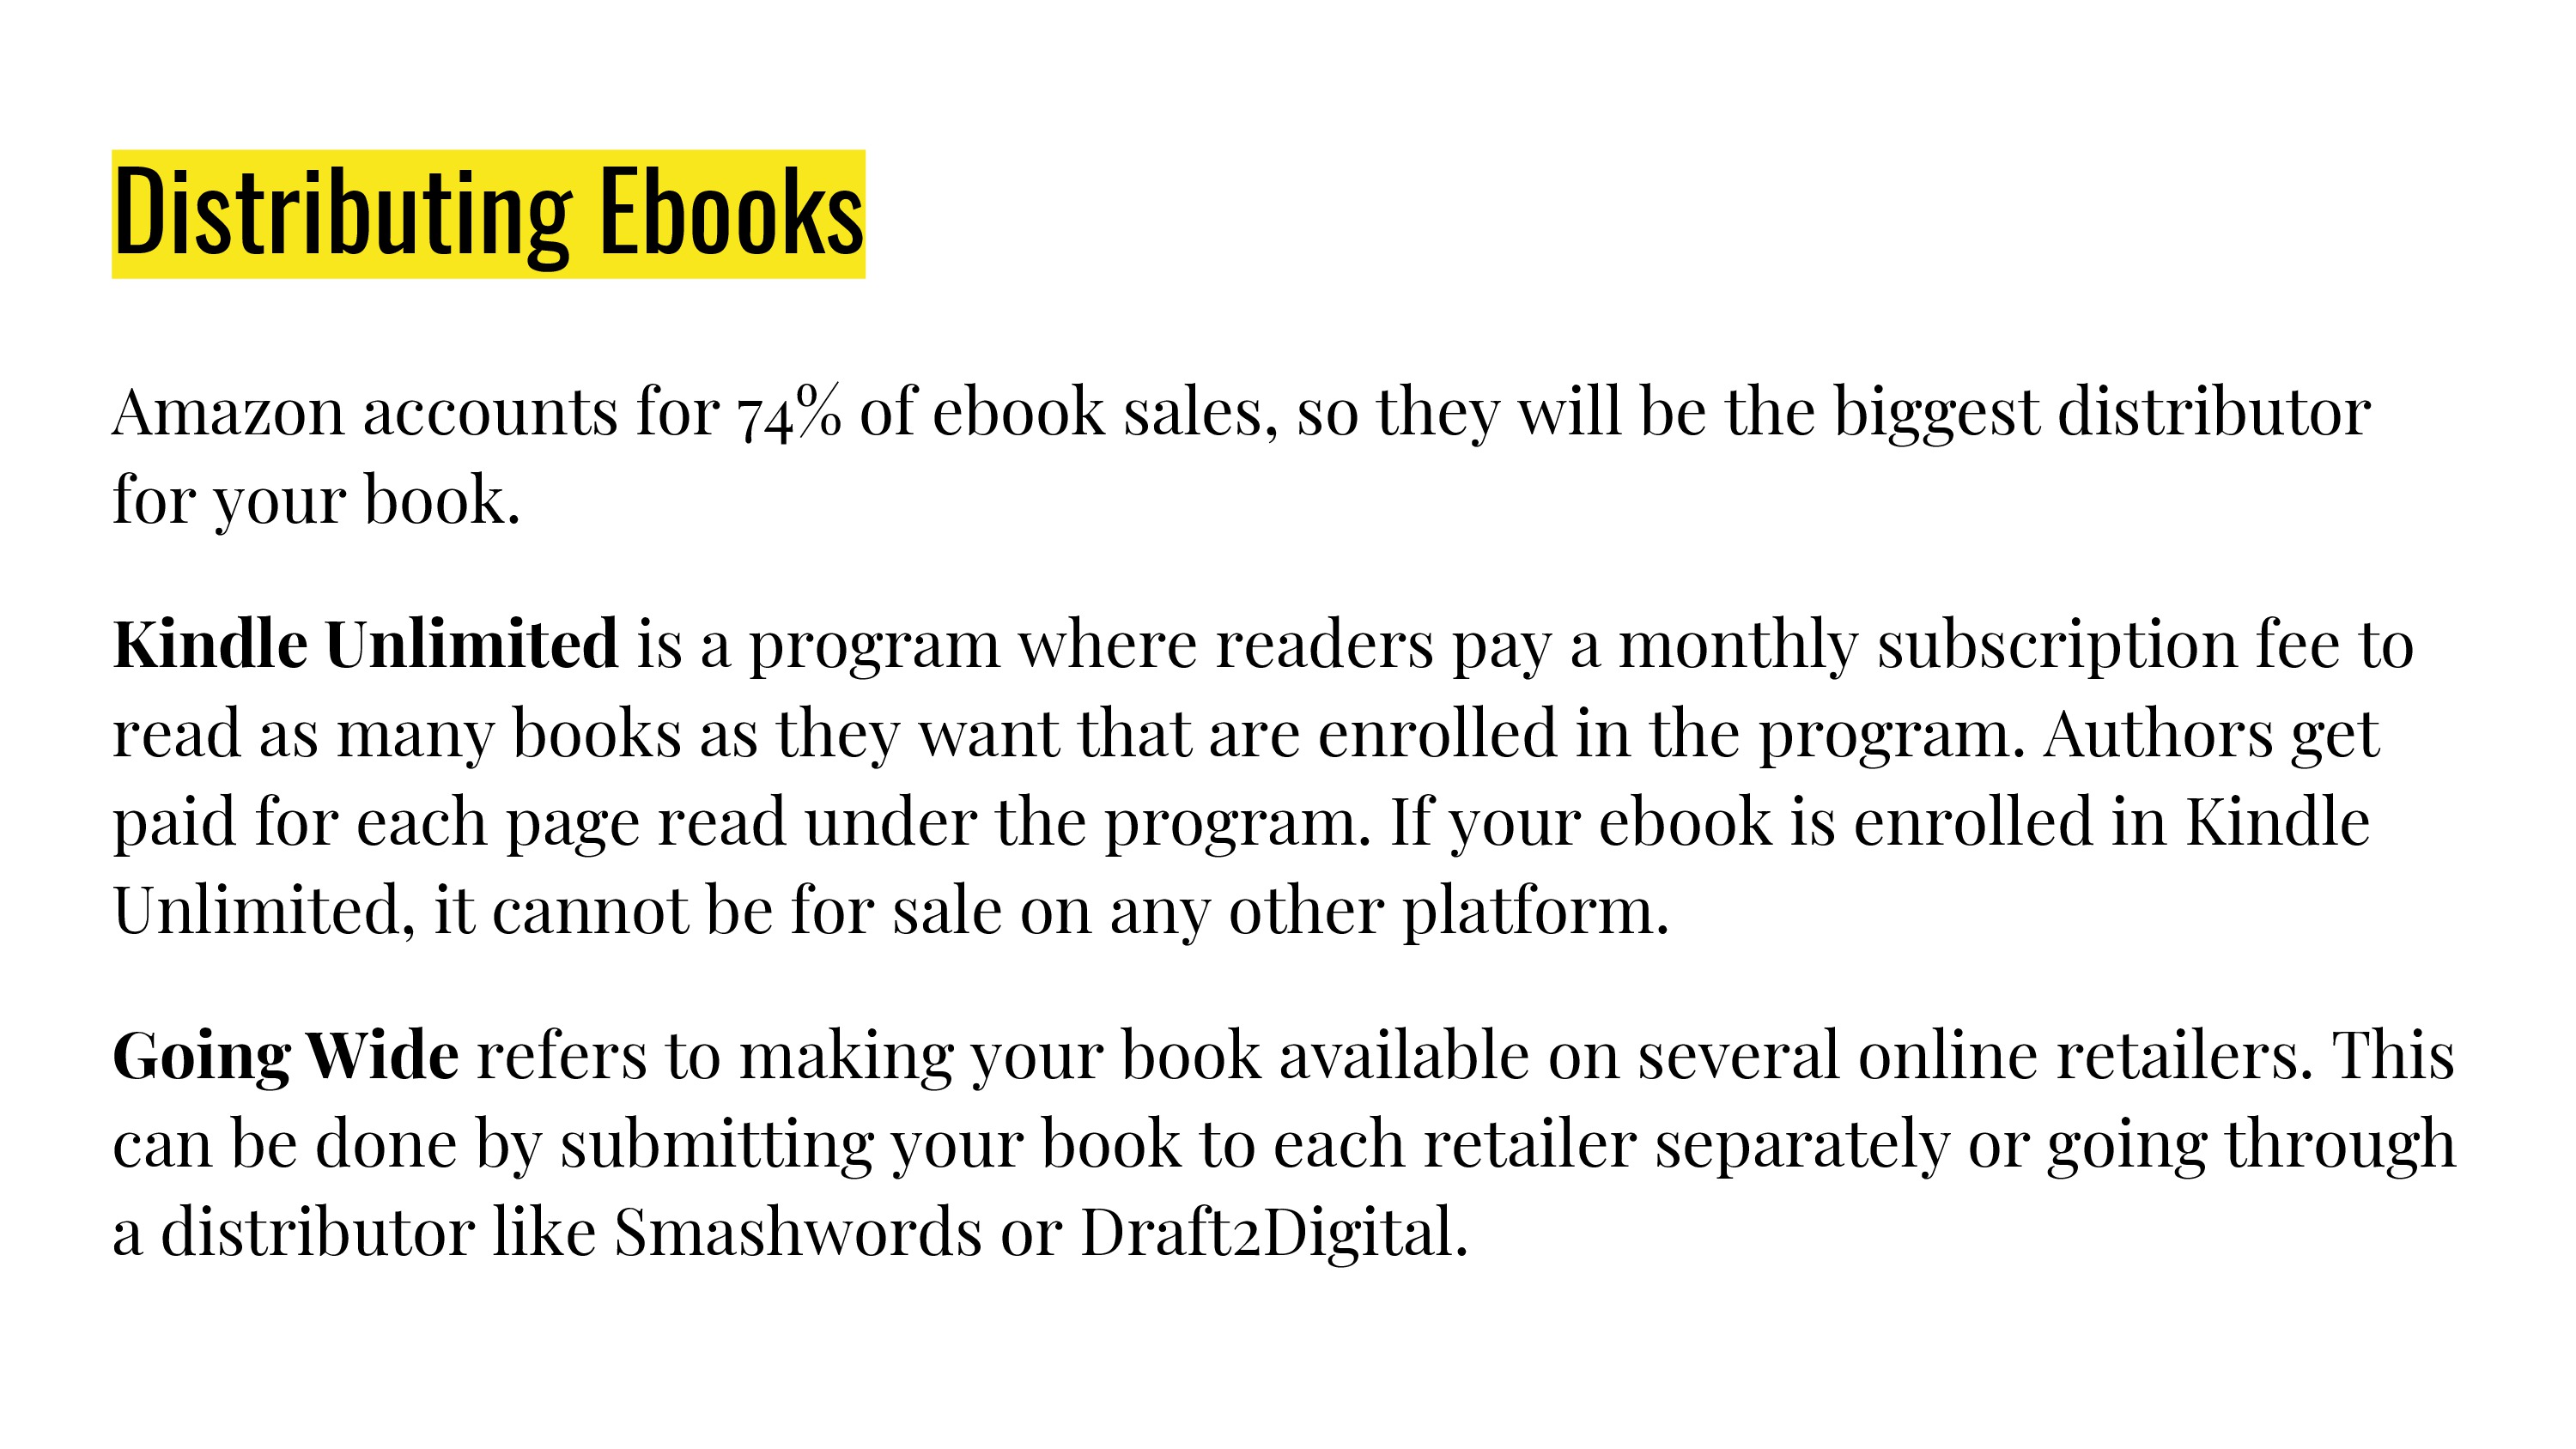 Distributing Ebooks
Amazon accounts for 74% of ebook sales, so they will be the biggest distributor
for your book.
Kindle Unlimited is a program where readers pay a monthly subscription fee to
read as many books as they want that are enrolled in the program. Authors get
paid for each page read under the program. If your ebook is enrolled in Kindle
Unlimited, it cannot be for sale on any other platform.
Going Wide refers to making your book available on several online retailers. This
can be done by submitting your book to each retailer separately or going through
a distributor like Smashwords or Draft2Digital.